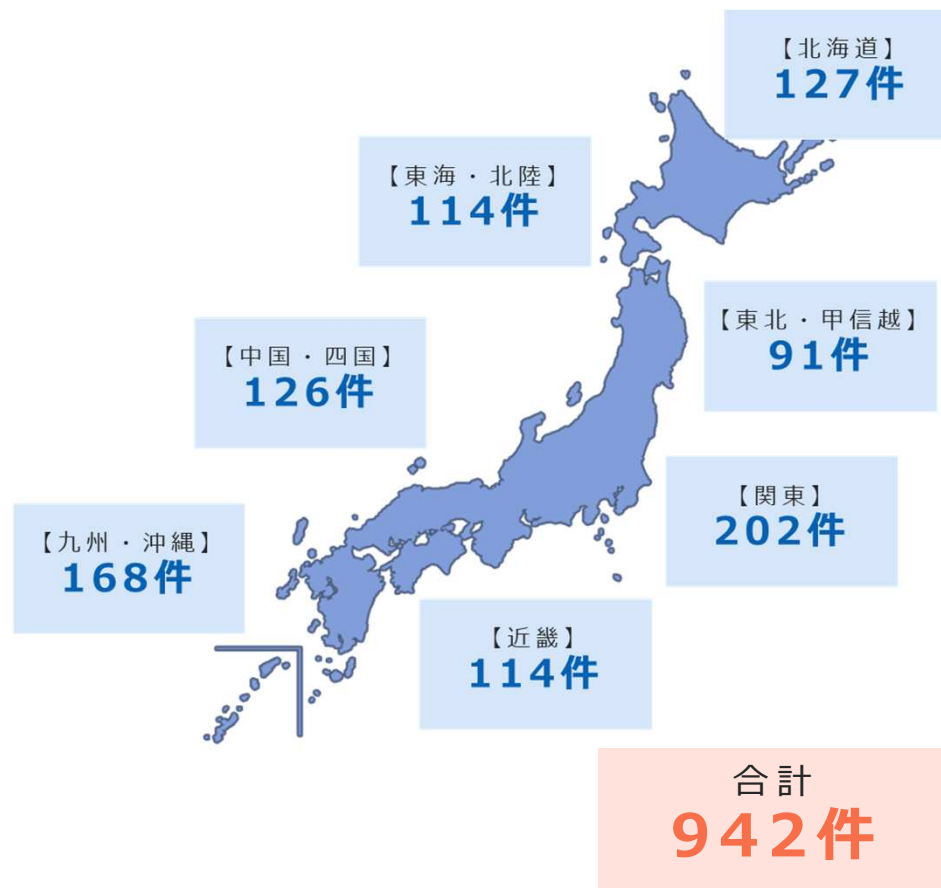 【北海道】
127件
【東海・北陸】
114件
【東北・甲信越】
91件
【中国・四国】
126件
【関東】
202件
【九州・沖縄】
168件
【近畿】
114件
合計
942件